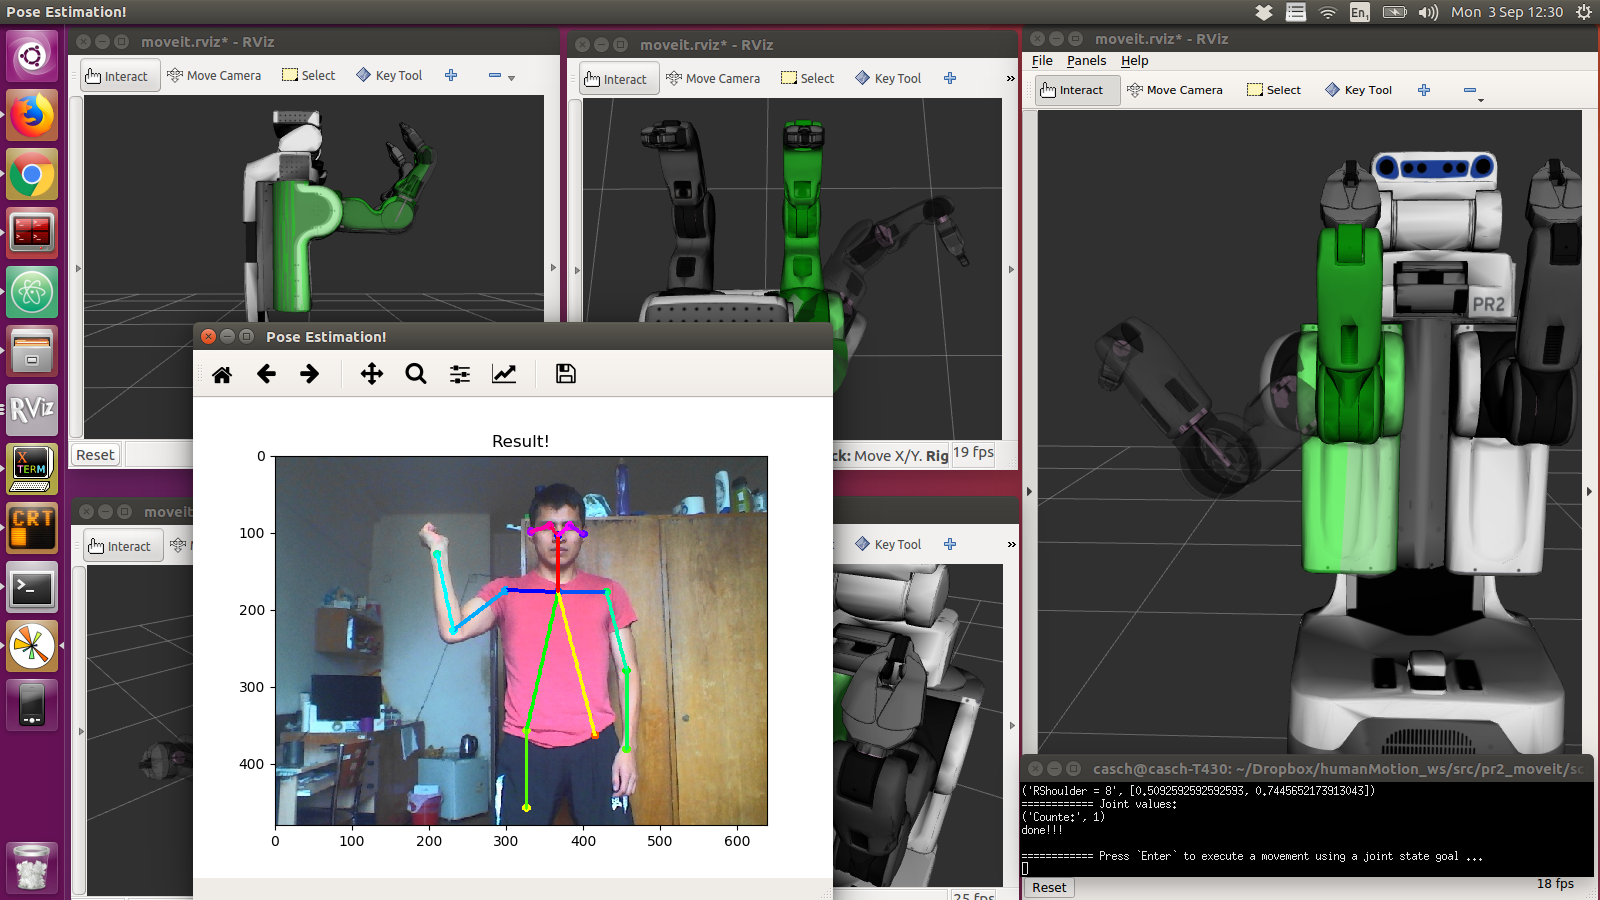 Pose Estimation!
En1
Mon 3 Sep 12:30
moveit.rviz* - RViz
Interact
Move Camera
Select
Key Tool
moveit.rviz* - RViz
Interact
Move Camera
Select
Key Tool
»
moveit.rviz* - RViz
File
Panels
Help
Interact
Move Camera
Select
Key Tool
PR2
RViz
X
TERM
CRT
>_
Reset
ck: Move X/Y. Rig
19 fps
Pose Estimation!
Result!
0
100
200
300
400
0
100
200
300
400
500
600
moveit
Interact
Key Tool
»
25 fps
casch@casch-T430: ~/Dropbox/humanMotion_ws/src/pr2_moveit/sc
('RShoulder = 8', [0.5092592592592593, 0.7445652173913043])
============ Joint values:
('Counte:', 1)
done!!!
============ Press `Enter` to execute a movement using a joint state goal ...
Reset
18 fps